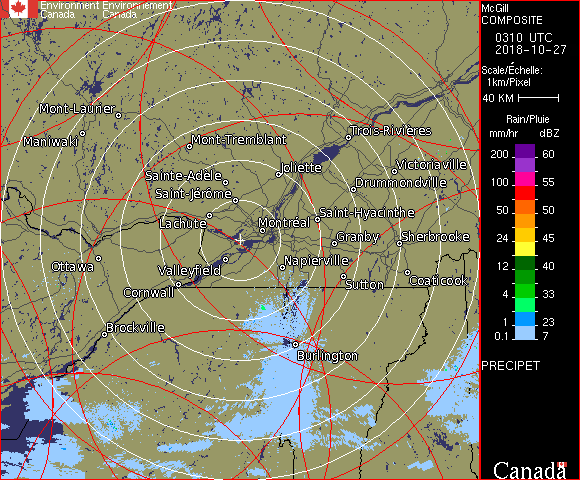 Environment Environnement
Canada Canada
McGill
COMPOSITE
0310 UTC
2018-10-27
Scale/Échelle:
1km/Pixel
40 KM
Rain/Pluie
mm/hr dBZ
200 60
155
100 55
50 50
24 45
12 40
8 33
4 30
1 23
0.1 7
PRECIPET
Canada
Mont-Laurier
Maniwaki
Mont-Tremblant
Trois-Rivières
Joliette
Victoriaville
Sainte-Adèle
Drummondville
Saint-Jérôme
Saint-Hyacinthe
Lachute
Montréal
Granby
Sherbrooke
Ottawa
Valleyfield
Napierville
Cornwall
Sutton
Coaticook
Brockville
Burlington